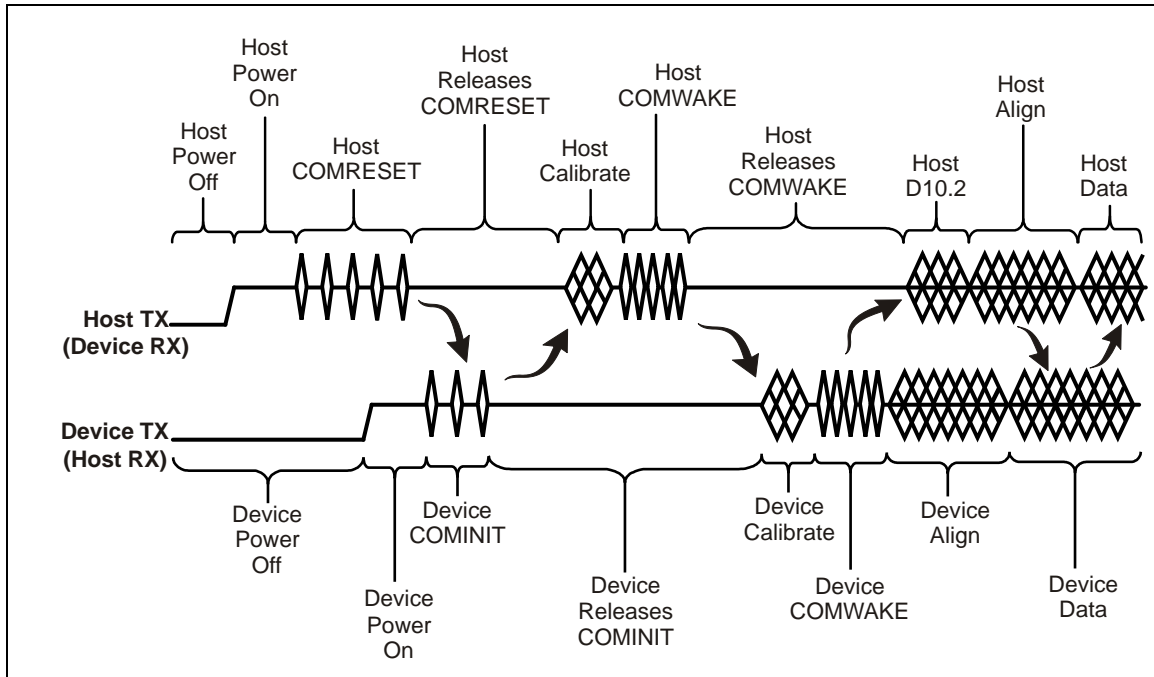 Host
Power
Off
Host
Power
On
Host
COMRESET
Host
Releases
COMRESET
Host
Calibrate
Host
COMWAKE
Host
Releases
COMWAKE
Host
D10.2
Host
Align
Host
Data
Host TX
(Device RX)
Device TX
(Host RX)
Device
Power
Off
Device
Power
On
Device
COMINIT
Device
Releases
COMINIT
Device
Calibrate
Device
COMWAKE
Device
Align
Device
Data